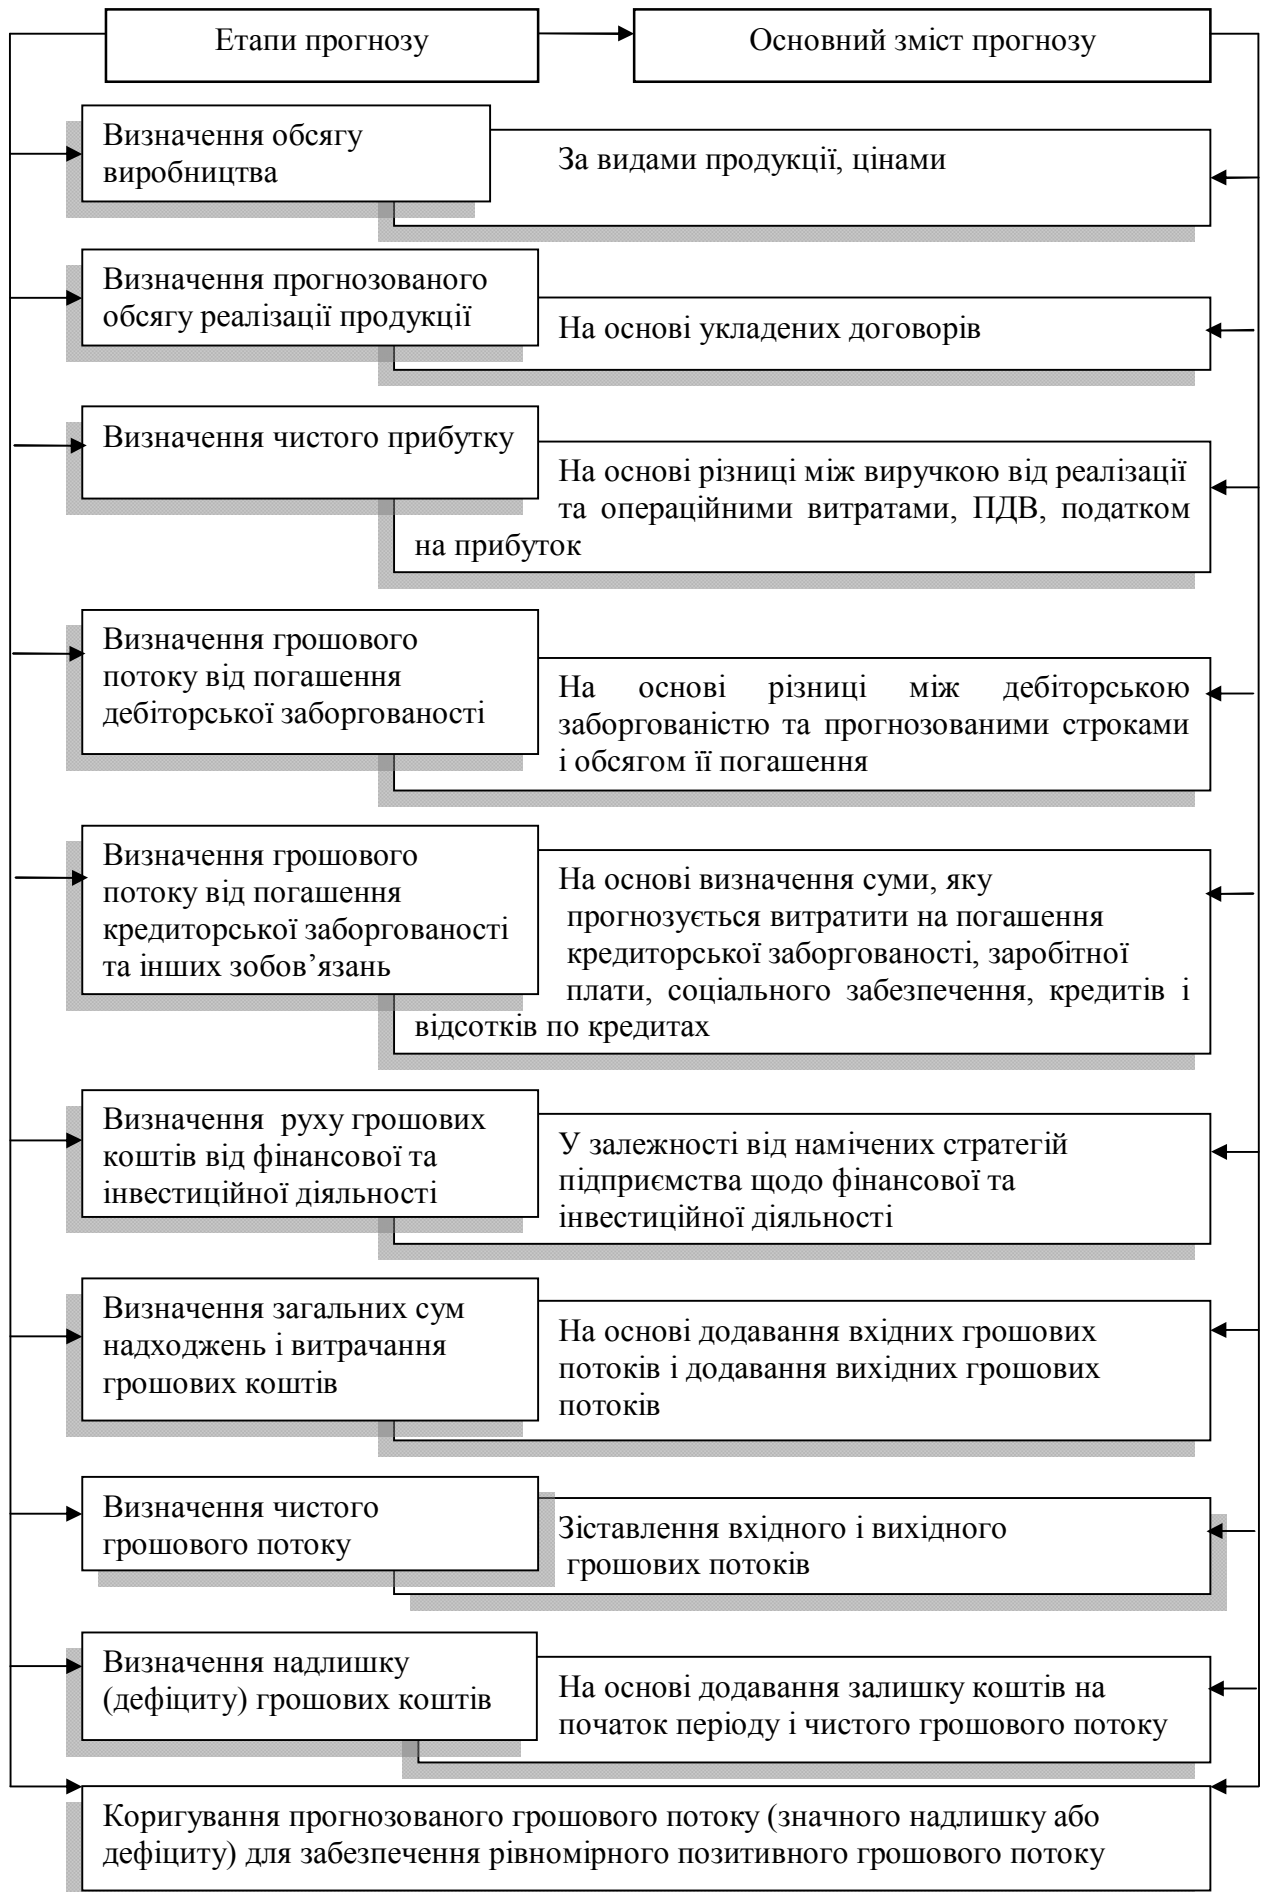 Етапи прогнозу
Основний зміст прогнозу
Визначення обсягу
виробництва
За видами продукції, цінами
Визначення прогнозованого
обсягу реалізації продукції
На основі укладених договорів
Визначення чистого прибутку
На основі різниці між виручкою від реалізації
та операційними витратами, ПДВ, податком
на прибуток
Визначення грошового
потоку від погашення
дебіторської заборгованості
На основі різниці між дебіторською
заборгованістю та прогнозованими строками
і обсягом її погашення
Визначення грошового
потоку від погашення
кредиторської заборгованості
та інших зобов’язань
На основі визначення суми, яку
прогнозується витратити на погашення
кредиторської заборгованості, заробітної
плати, соціального забезпечення, кредитів і
відсотків по кредитах
Визначення руху грошових
коштів від фінансової та
інвестиційної діяльності
У залежності від намічених стратегій
підприємства щодо фінансової та
інвестиційної діяльності
Визначення загальних сум
надходжень і витрачання
грошових коштів
На основі додавання вхідних грошових
потоків і додавання вихідних грошових
потоків
Визначення чистого
грошового потоку
Зіставлення вхідного і вихідного
грошових потоків
Визначення надлишку
(дефіциту) грошових коштів
На основі додавання залишку коштів на
початок періоду і чистого грошового потоку
Коригування прогнозованого грошового потоку (значного надлишку або
дефіциту) для забезпечення рівномірного позитивного грошового потоку